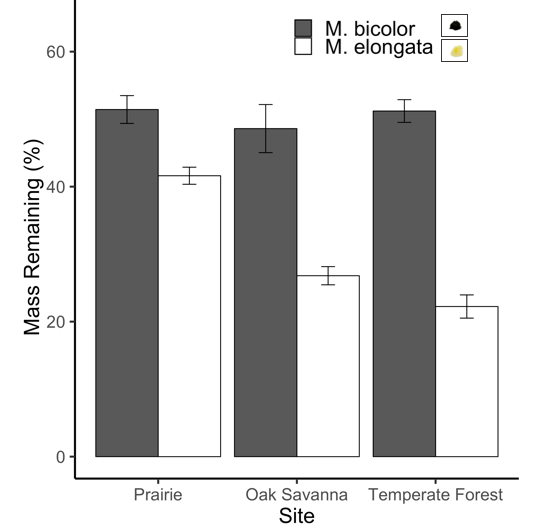 M. bicolor
M. elongata
Mass Remaining (%)
60
40
20
0
Prairie Oak Savanna Temperate Forest
Site